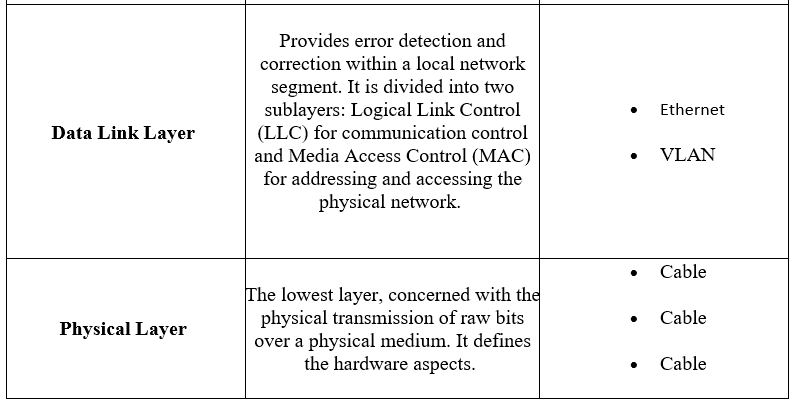 Data Link Layer
Provides error detection and
correction within a local network
segment. It is divided into two
sublayers: Logical Link Control
(LLC) for communication control
and Media Access Control (MAC)
for addressing and accessing the
physical network.
• Ethernet
• VLAN
Physical Layer
The lowest layer, concerned with the
physical transmission of raw bits
over a physical medium. It defines
the hardware aspects.
• Cable
• Cable
• Cable